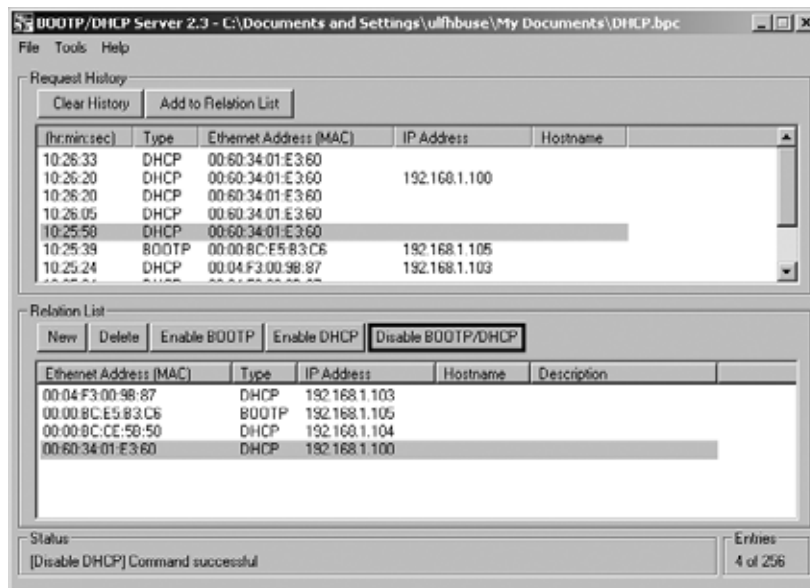 BOOTP/DHCP Server 2.3 - C:\Documents and Settings\ulfhbuse\My Documents\DHCP.bpc
File Tools Help
Request History
Clear History Add to Relation List
(hr:min:sec) Type Ethernet Address (MAC) IP Address Hostname
10:26:33 DHCP 00:60:34:01:E3:60
10:26:20 DHCP 00:60:34:01:E3:60 192.168.1.100
10:26:20 DHCP 00:60:34:01:E3:60
10:26:05 DHCP 00:60:34:01:E3:60
10:25:58 DHCP 00:60:34:01:E3:60
10:25:39 BOOTP 00:00:BC:E5:B3:C6 192.168.1.105
10:25:24 DHCP 00:04:F3:00:9B:87 192.168.1.103
Relation List
New Delete Enable BOOTP Enable DHCP Disable BOOTP/DHCP
Ethernet Address (MAC) Type IP Address Hostname Description
00:04:F3:00:9B:87 DHCP 192.168.1.103
00:00:BC:E5:B3:C6 BOOTP 192.168.1.105
00:00:BC:CE:5B:50 DHCP 192.168.1.104
00:60:34:01:E3:60 DHCP 192.168.1.100
Status
[Disable DHCP] Command successful
Entries
4 of 256